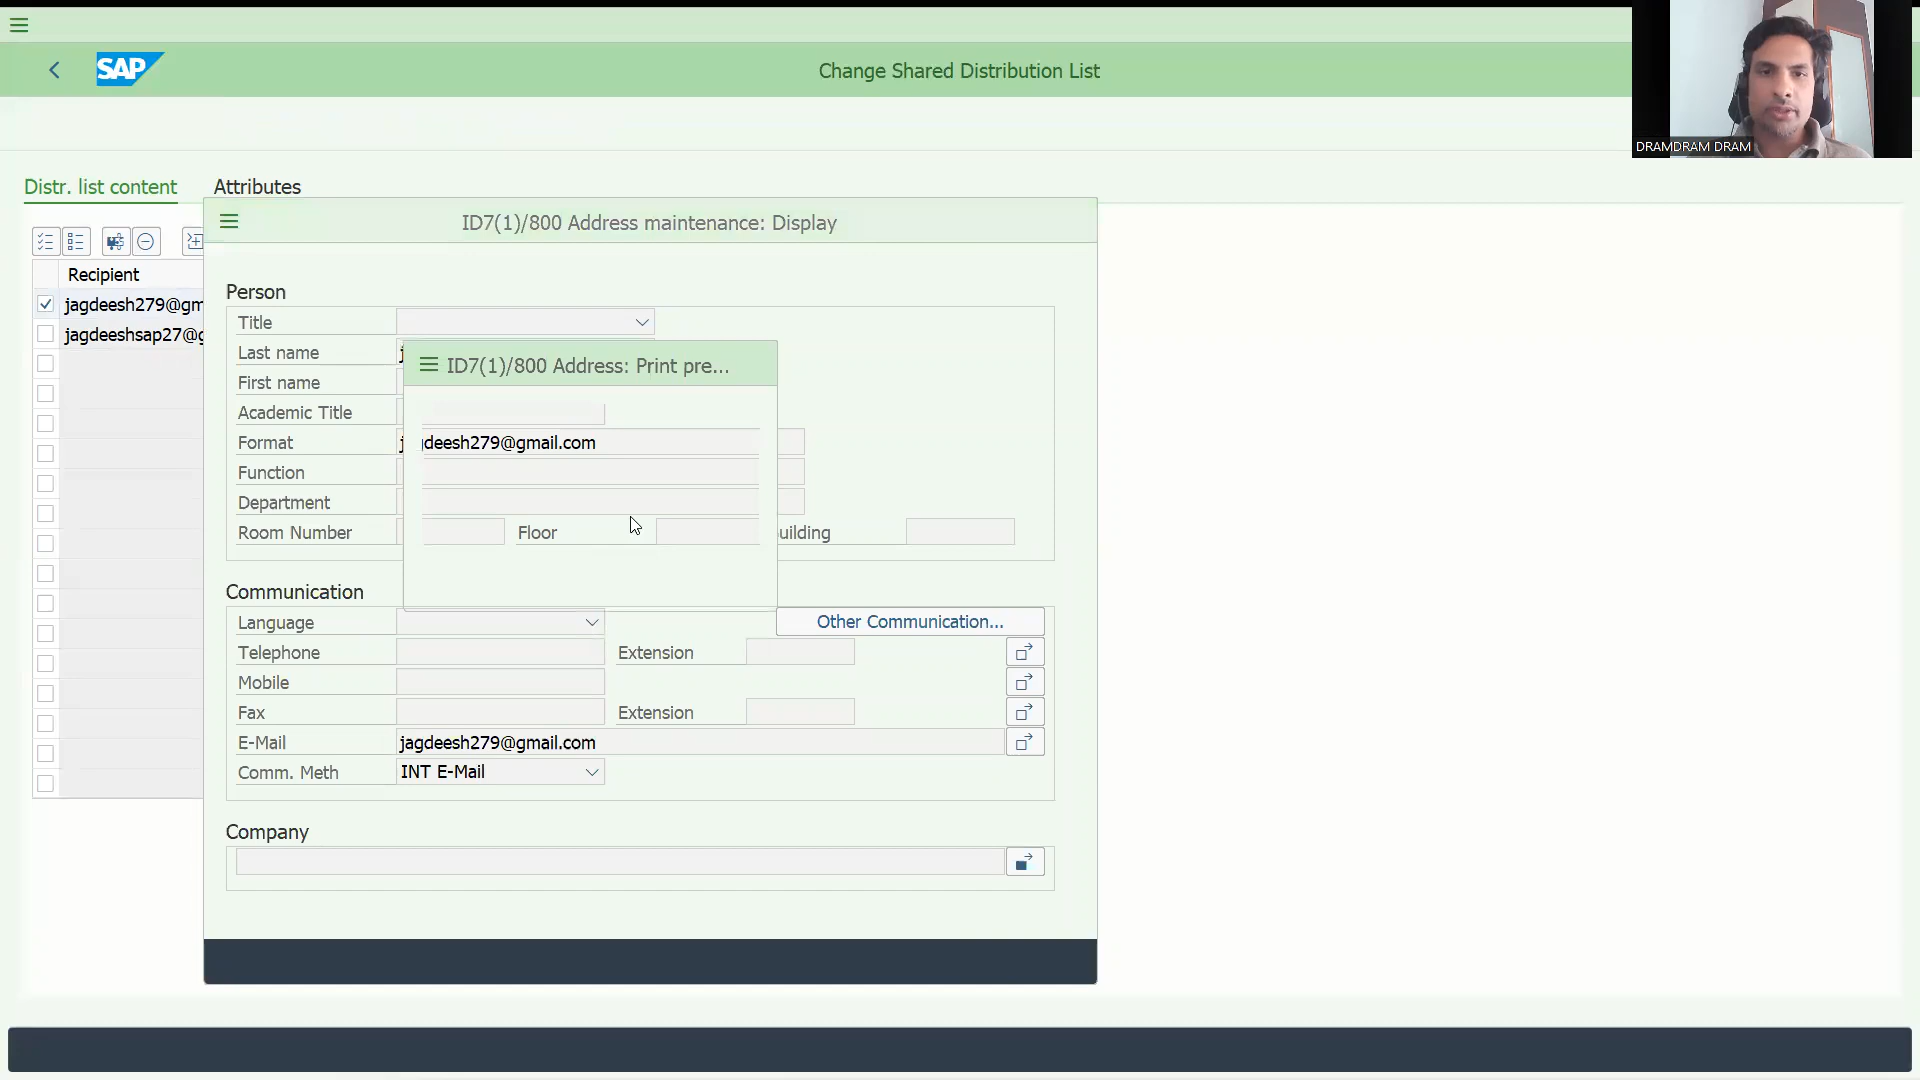 SAP
Change Shared Distribution List
DRAMDRAM DRAM
Distr. list content
Attributes
Recipient
jagdeesh279@gm
jagdeeshsap27@g
ID7(1)/800 Address maintenance: Display
Person
Title
Last name
First name
Academic Title
Format
Function
Department
Room Number
Floor
uilding
ID7(1)/800 Address: Print pre...
jagdeesh279@gmail.com
Communication
Language
Other Communication...
Telephone
Extension
Mobile
Fax
Extension
E-Mail
jagdeesh279@gmail.com
Comm. Meth
INT E-Mail
Company